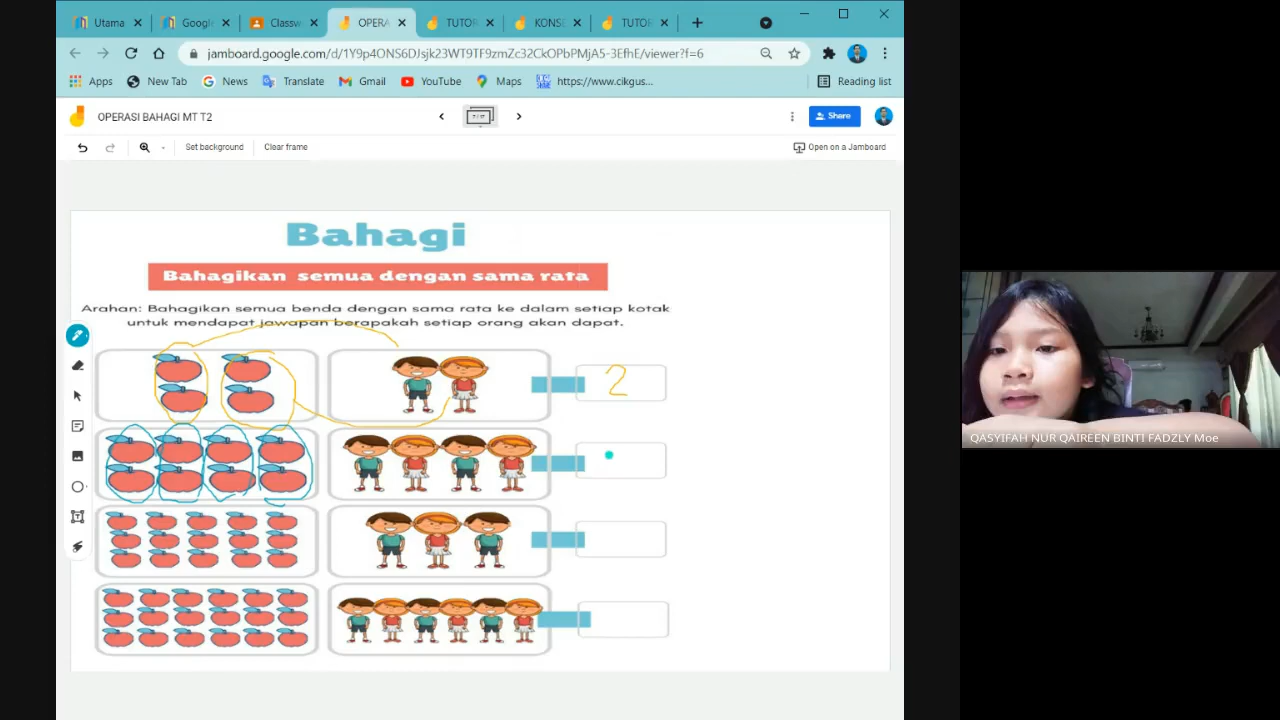 Utama
Google
Classw
OPERA
TUTOR
KONSE
TUTOR
jamboard.google.com/d/1Y9p4ONS6DJsjk23WT9TF9zmZc32CkOPbPMjA5-3EfhE/viewer?f=6
Apps New Tab News Translate Gmail YouTube Maps https://www.cikgus... Reading list
OPERASI BAHAGI MT T2
Share
Set background Clear frame Open on a Jamboard
Bahagi
Bahagikan semua dengan sama rata
Arahan: Bahagikan semua benda dengan sama rata ke dalam setiap kotak
untuk mendapat jawapan berapakah setiap orang akan dapat.
2
QASYIFAH NUR QAIREEN BINTI FADZLY Moe